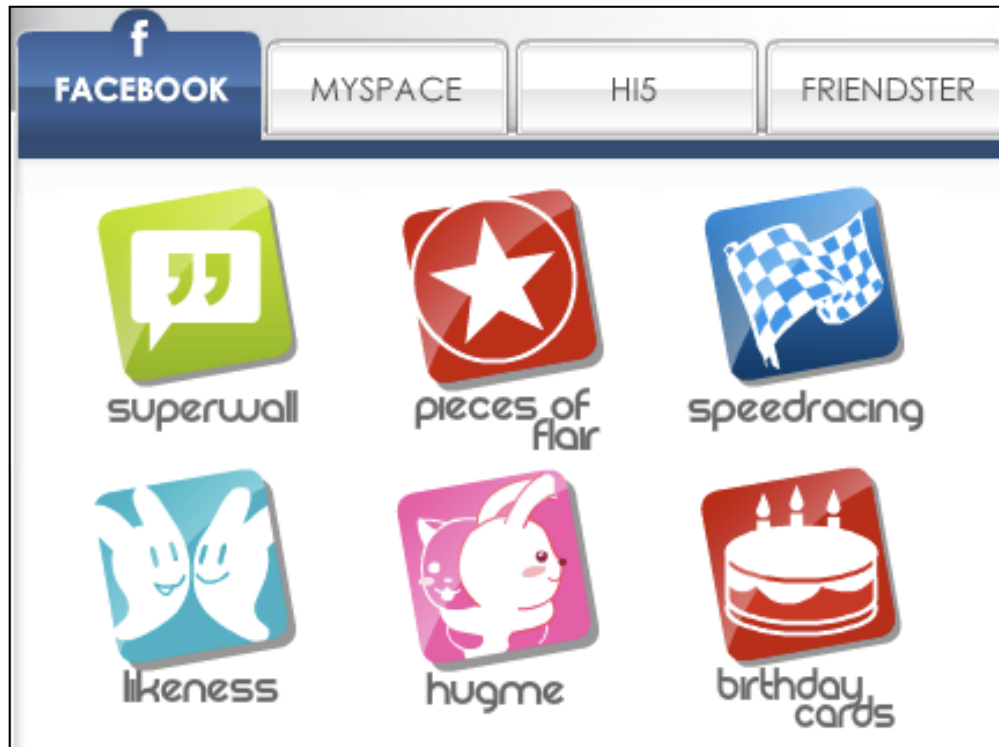 f
FACEBOOK
MYSPACE
HI5
FRIENDSTER
superwall
pieces of
flair
speedracing
likeness
hugme
birthday
cards